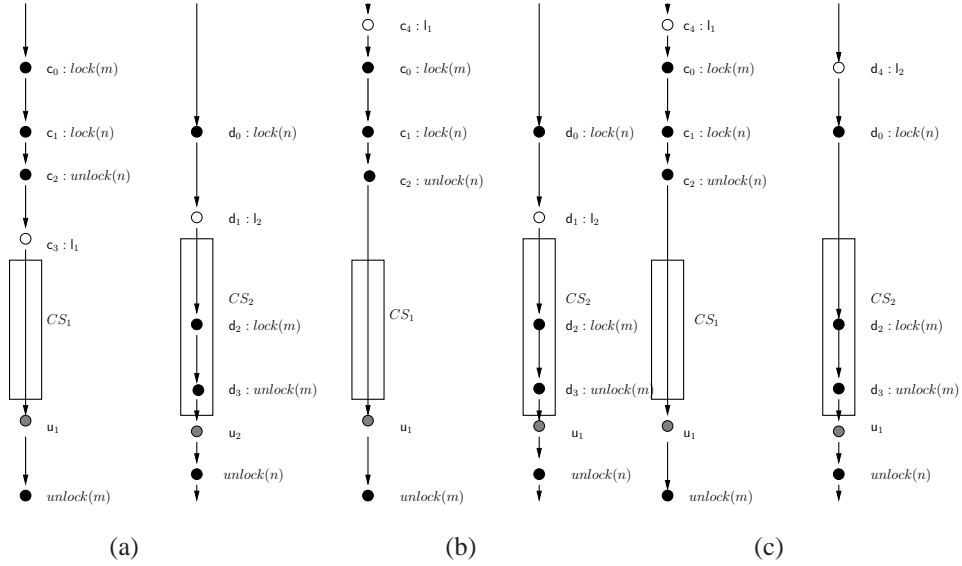 c₄ : l₁
c₀ : lock(m)
c₁ : lock(n)
c₂ : unlock(n)
c₃ : l₁
CS₁
u₁
unlock(m)
d₀ : lock(n)
d₁ : l₂
CS₂
d₂ : lock(m)
d₃ : unlock(m)
u₂
unlock(n)
(a)
c₀ : lock(m)
c₁ : lock(n)
c₂ : unlock(n)
CS₁
u₁
unlock(m)
d₀ : lock(n)
d₁ : l₂
CS₂
d₂ : lock(m)
d₃ : unlock(m)
u₁
unlock(n)
(b)
c₄ : l₁
c₀ : lock(m)
c₁ : lock(n)
c₂ : unlock(n)
CS₁
u₁
unlock(m)
d₄ : l₂
d₀ : lock(n)
CS₂
d₂ : lock(m)
d₃ : unlock(m)
u₁
unlock(n)
(c)